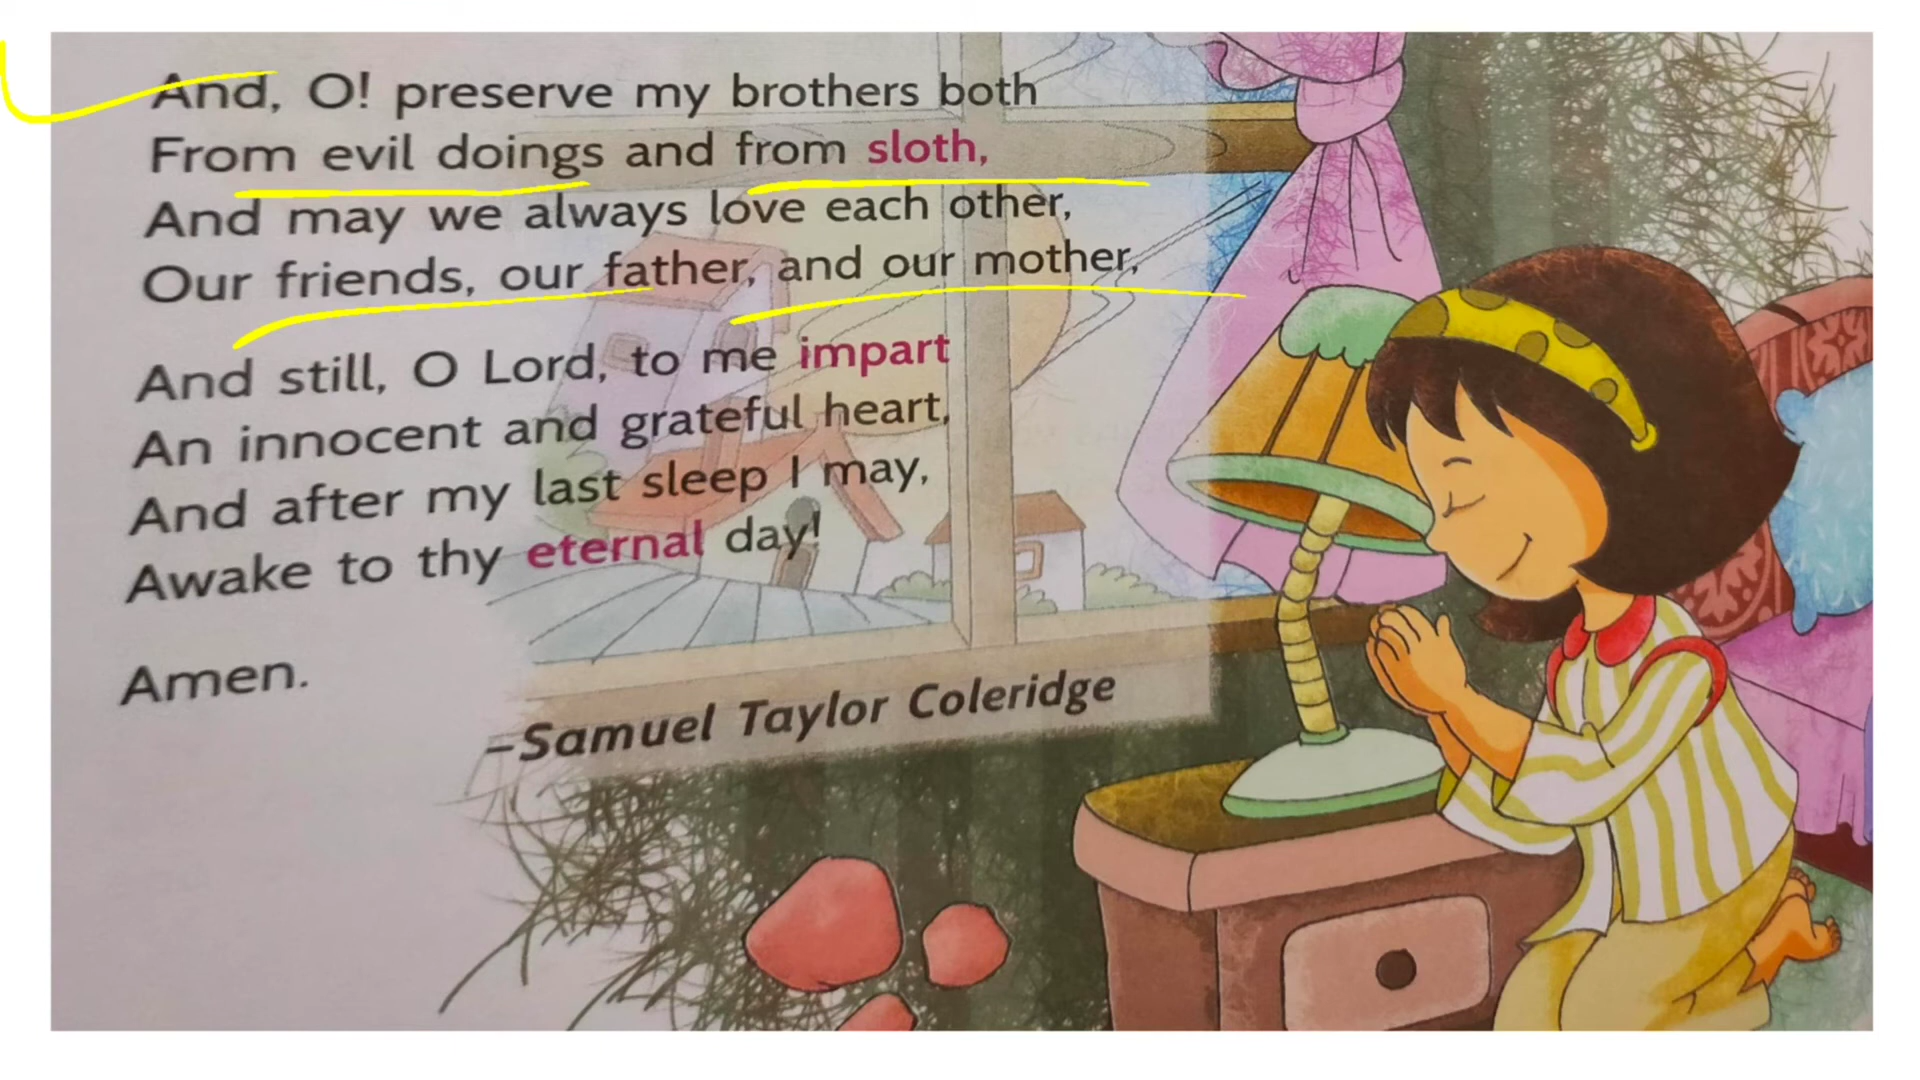 And, O! preserve my brothers both
From evil doings and from sloth,
And may we always love each other,
Our friends, our father, and our mother,
And still, O Lord, to me impart
An innocent and grateful heart,
And after my last sleep I may,
Awake to thy eternal day!
Amen.
–Samuel Taylor Coleridge